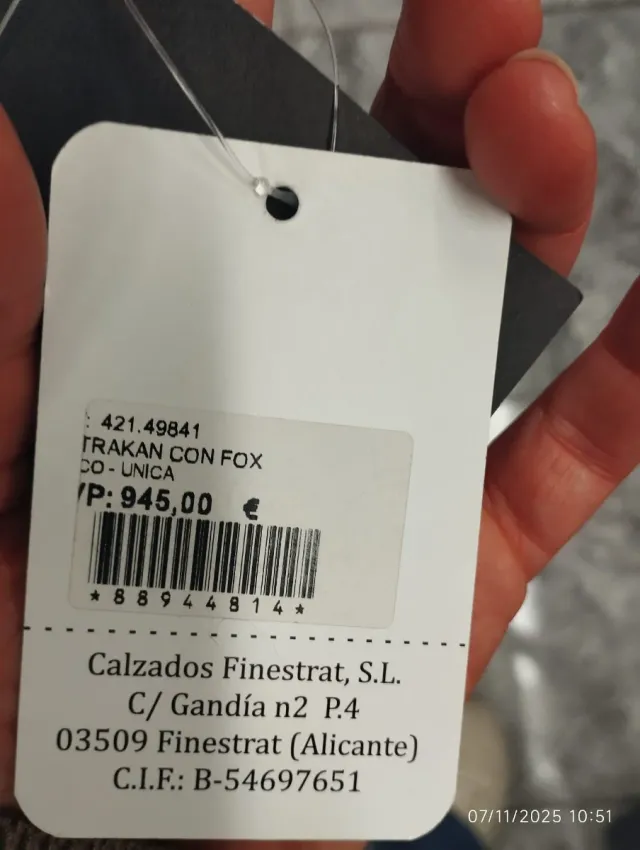 : 421.49841
TRAKAN CON FOX
CO - UNICA
VP: 945,00 €
*88944814*
Calzados Finestrat, S.L.
C/ Gandía n2 P.4
03509 Finestrat (Alicante)
C.I.F.: B-54697651
07/11/2025 10:51